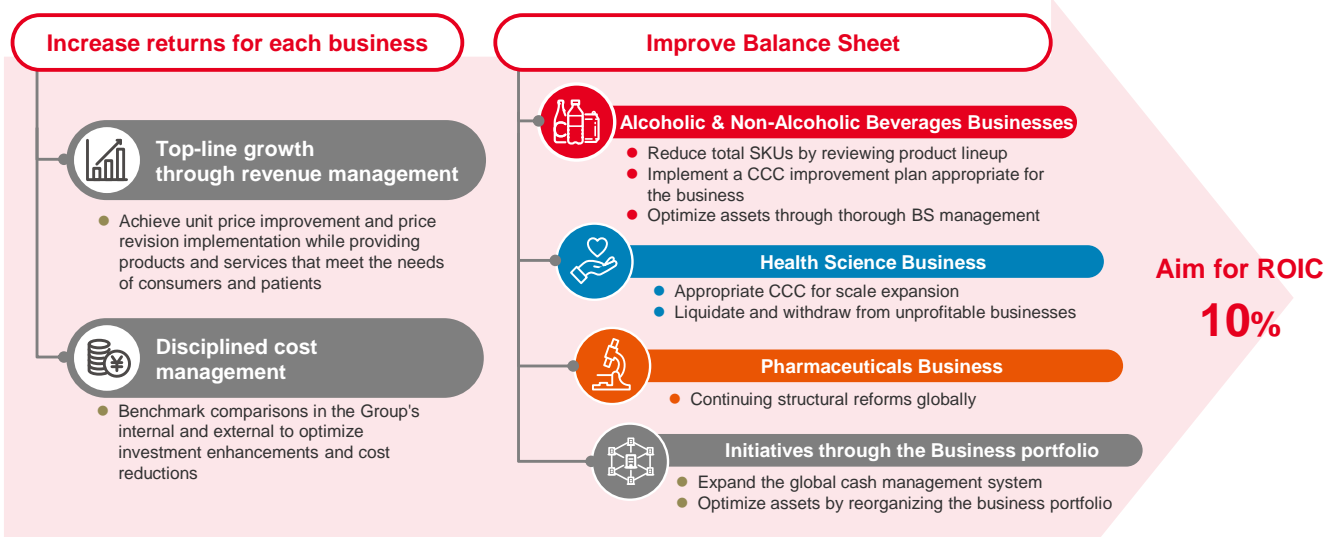 Increase returns for each business
Top-line growth
through revenue management
● Achieve unit price improvement and price
revision implementation while providing
products and services that meet the needs
of consumers and patients
¥
Disciplined cost
management
● Benchmark comparisons in the Group's
internal and external to optimize
investment enhancements and cost
reductions
Improve Balance Sheet
Alcoholic & Non-Alcoholic Beverages Businesses
● Reduce total SKUs by reviewing product lineup
● Implement a CCC improvement plan appropriate for
the business
● Optimize assets through thorough BS management
Health Science Business
● Appropriate CCC for scale expansion
● Liquidate and withdraw from unprofitable businesses
Pharmaceuticals Business
● Continuing structural reforms globally
Initiatives through the Business portfolio
● Expand the global cash management system
● Optimize assets by reorganizing the business portfolio
Aim for ROIC
10%